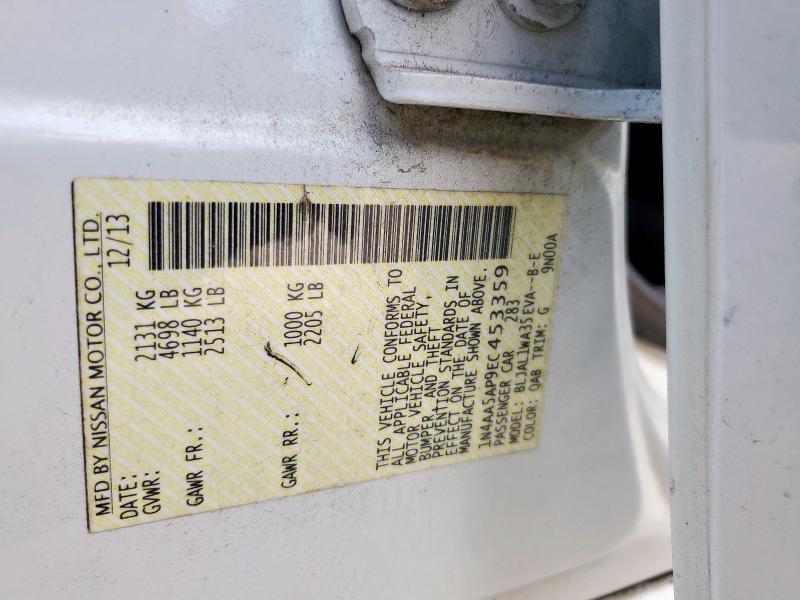 MFD BY NISSAN MOTOR CO., LTD.
DATE: 12/13
GVWR: 2131 KG
4698 LB
GAWR FR.: 1140 KG
2513 LB
GAWR RR.: 1000 KG
2205 LB
THIS VEHICLE CONFORMS TO
ALL APPLICABLE FEDERAL
MOTOR VEHICLE SAFETY,
BUMPER, AND THEFT
PREVENTION STANDARDS IN
EFFECT ON THE DATE OF
MANUFACTURE SHOWN ABOVE.
1N4AA5AP9EC453359
PASSENGER CAR 283
MODEL: BLJALlWA35EVA--B-E
COLOR: QAB TRIM: G 9N00A